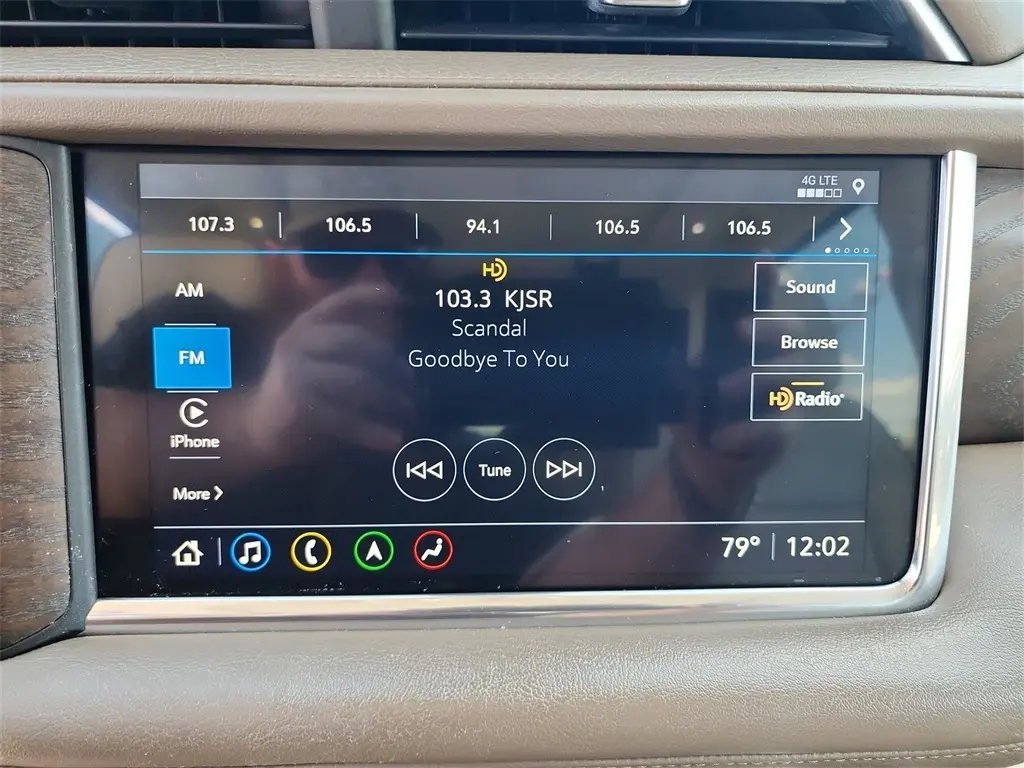 4G LTE
107.3 106.5 94.1 106.5 106.5
HD
103.3 KJSR
Scandal
Goodbye To You
AM
FM
iPhone
More
Sound
Browse
HD Radio
Tune
79° 12:02